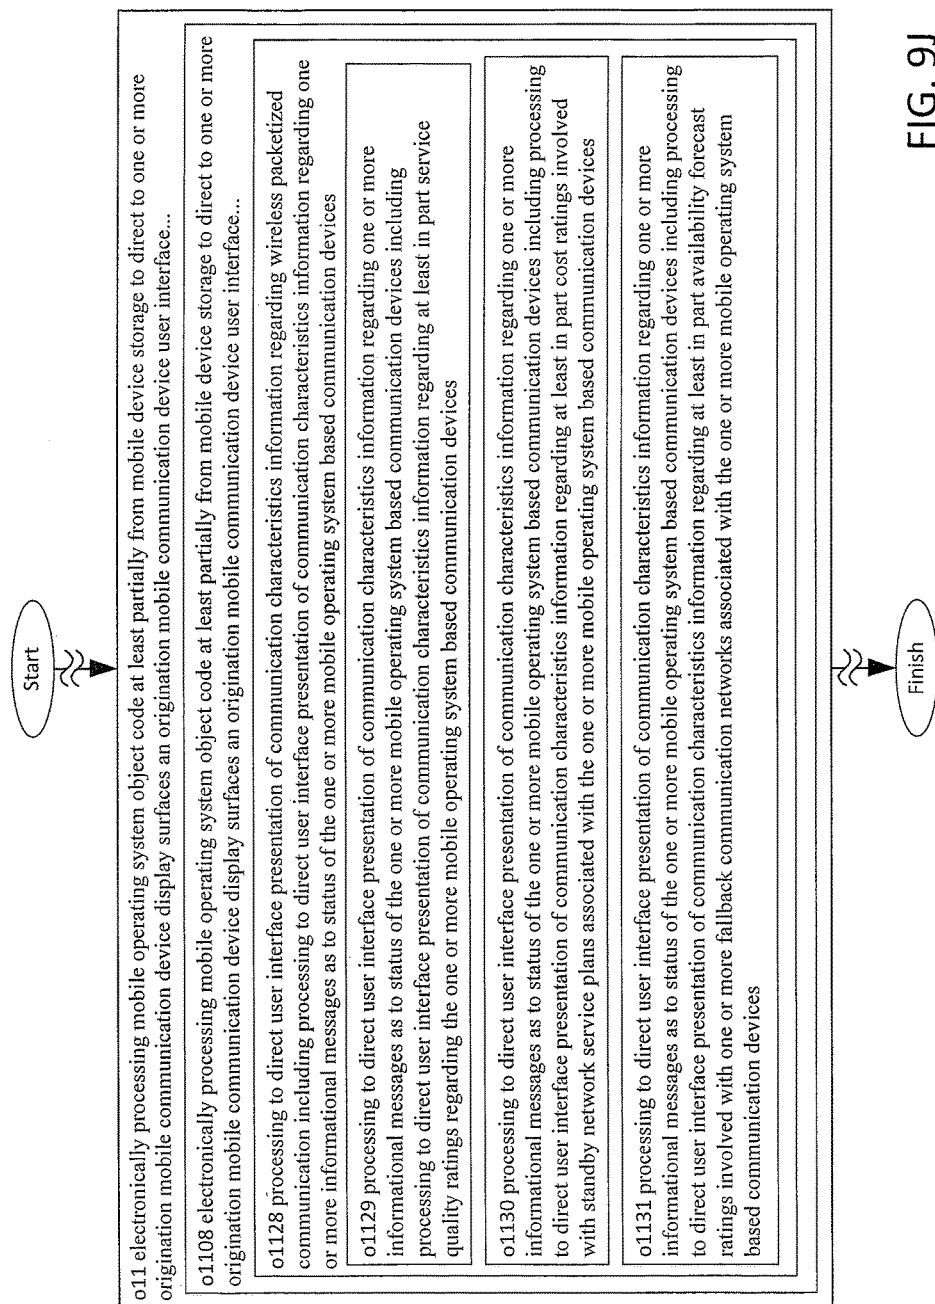 Start
o11 electronically processing mobile operating system object code at least partially from mobile device storage to direct to one or more
origination mobile communication device display surfaces an origination mobile communication device user interface...
o1108 electronically processing mobile operating system object code at least partially from mobile device storage to direct to one or more
origination mobile communication device display surfaces an origination mobile communication device user interface...
o1128 processing to direct user interface presentation of communication characteristics information regarding wireless packetized
communication including processing to direct user interface presentation of communication characteristics information regarding one
or more informational messages as to status of the one or more mobile operating system based communication devices
o1129 processing to direct user interface presentation of communication characteristics information regarding one or more
informational messages as to status of the one or more mobile operating system based communication devices including
processing to direct user interface presentation of communication characteristics information regarding at least in part service
quality ratings regarding the one or more mobile operating system based communication devices
o1130 processing to direct user interface presentation of communication characteristics information regarding one or more
informational messages as to status of the one or more mobile operating system based communication devices including processing
to direct user interface presentation of communication characteristics information regarding at least in part cost ratings involved
with standby network service plans associated with the one or more mobile operating system based communication devices
o1131 processing to direct user interface presentation of communication characteristics information regarding one or more
informational messages as to status of the one or more mobile operating system based communication devices including processing
to direct user interface presentation of communication characteristics information regarding at least in part availability forecast
ratings involved with one or more fallback communication networks associated with the one or more mobile operating system
based communication devices
Finish
FIG. 9J